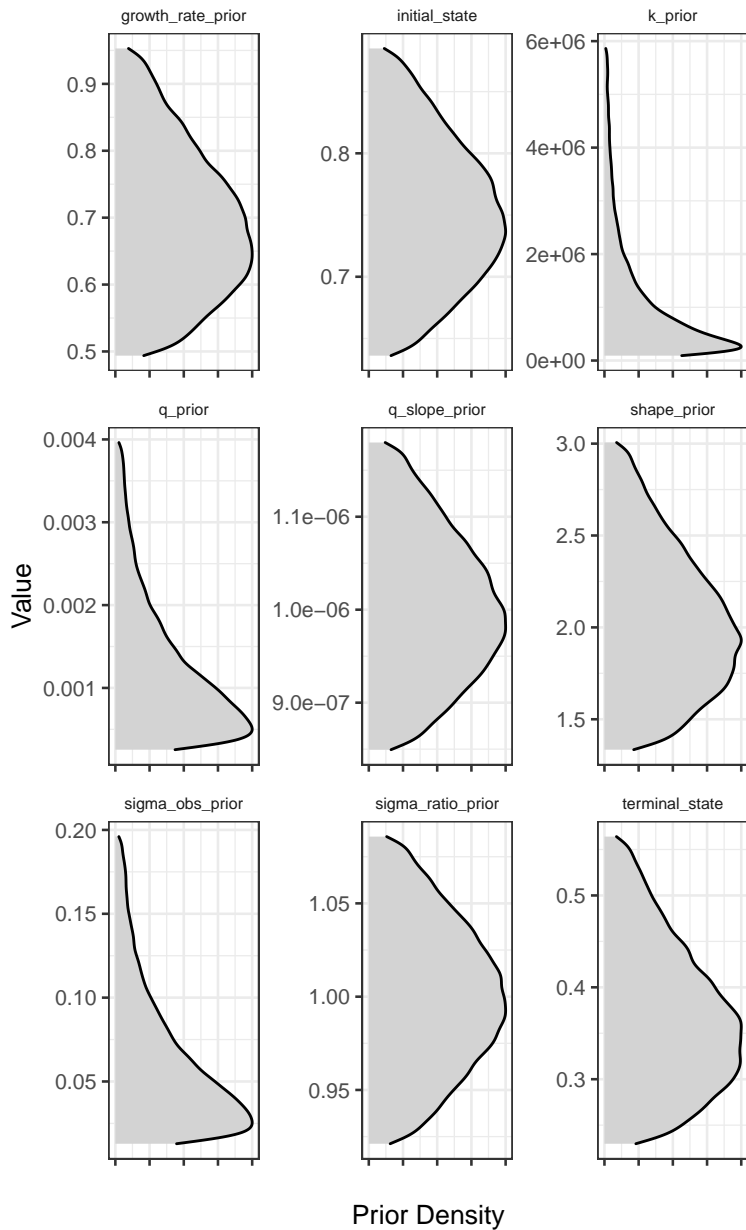 growth_rate_prior
0.9
0.8
0.7
0.6
0.5
initial_state
0.8
0.7
k_prior
6e+06
4e+06
2e+06
0e+00
q_prior
0.004
0.003
0.002
0.001
q_slope_prior
1.1e−06
1.0e−06
9.0e−07
shape_prior
3.0
2.5
2.0
1.5
sigma_obs_prior
0.20
0.15
0.10
0.05
sigma_ratio_prior
1.05
1.00
0.95
terminal_state
0.5
0.4
0.3
Value
Prior Density